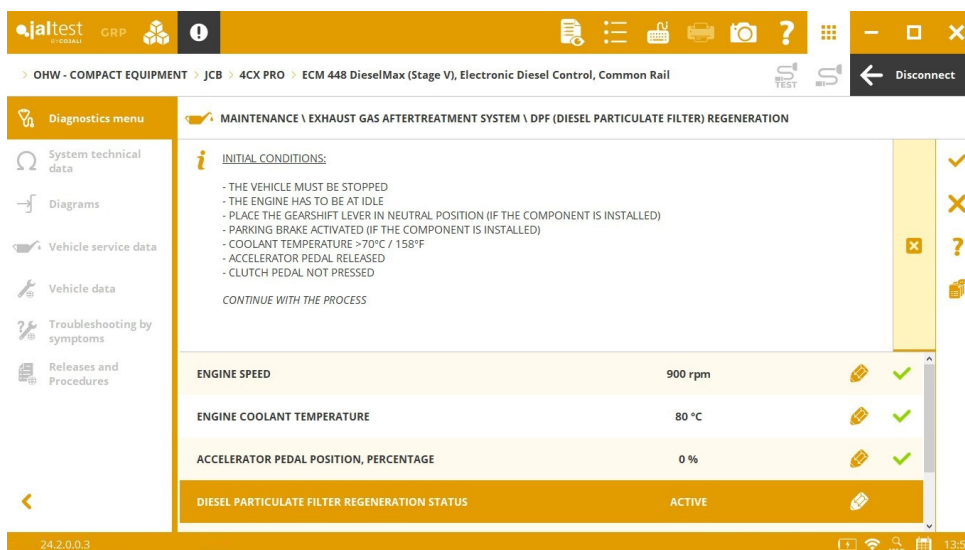 jaltest GRP
BY COJALI
> OHW - COMPACT EQUIPMENT > JCB > 4CX PRO > ECM 448 DieselMax (Stage V), Electronic Diesel Control, Common Rail
TEST
Disconnect
Diagnostics menu
System technical
data
Diagrams
Vehicle service data
Vehicle data
Troubleshooting by
symptoms
Releases and
Procedures
MAINTENANCE \ EXHAUST GAS AFTERTREATMENT SYSTEM \ DPF (DIESEL PARTICULATE FILTER) REGENERATION
INITIAL CONDITIONS:
- THE VEHICLE MUST BE STOPPED
- THE ENGINE HAS TO BE AT IDLE
- PLACE THE GEARSHIFT LEVER IN NEUTRAL POSITION (IF THE COMPONENT IS INSTALLED)
- PARKING BRAKE ACTIVATED (IF THE COMPONENT IS INSTALLED)
- COOLANT TEMPERATURE >70°C / 158°F
- ACCELERATOR PEDAL RELEASED
- CLUTCH PEDAL NOT PRESSED
CONTINUE WITH THE PROCESS
ENGINE SPEED 900 rpm
ENGINE COOLANT TEMPERATURE 80 °C
ACCELERATOR PEDAL POSITION, PERCENTAGE 0 %
DIESEL PARTICULATE FILTER REGENERATION STATUS ACTIVE
24.2.0.0.3